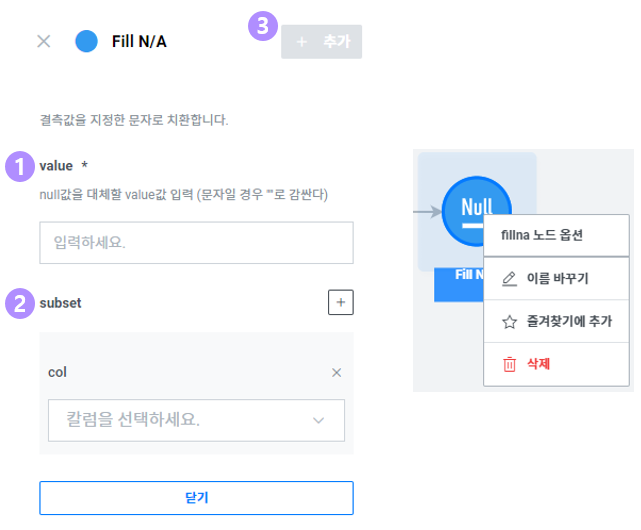 Fill N/A
3
+ 추가
결측값을 지정한 문자로 치환합니다.
1
value *
null값을 대체할 value값 입력 (문자일 경우 ""로 감싼다)
입력하세요.
2
subset
+
col
칼럼을 선택하세요.
닫기
Null
Fill N
fillna 노드 옵션
이름 바꾸기
즐겨찾기에 추가
삭제